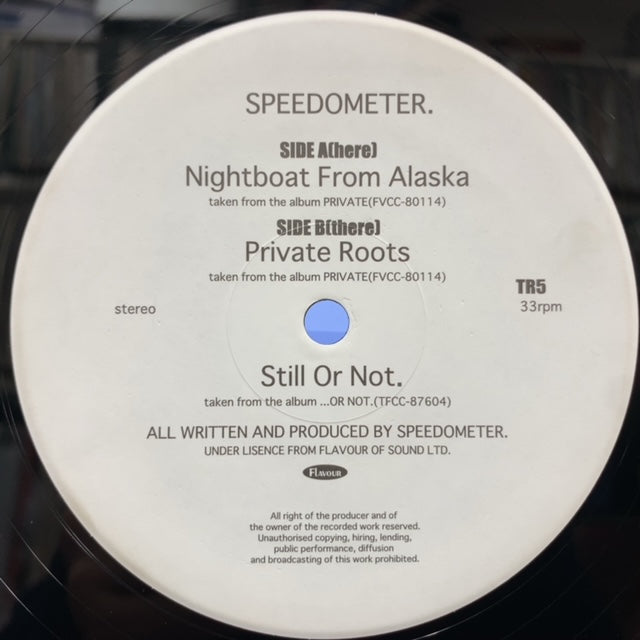 SPEEDOMETER.
SIDE A(here)
Nightboat From Alaska
taken from the album PRIVATE(FVCC-80114)
SIDE B(there)
Private Roots
taken from the album PRIVATE(FVCC-80114)
TR5
stereo
33rpm
Still Or Not.
taken from the album ...OR NOT.(TFCC-87604)
ALL WRITTEN AND PRODUCED BY SPEEDOMETER.
UNDER LISENCE FROM FLAVOUR OF SOUND LTD.
FLAVOUR
All right of the producer and of
the owner of the recorded work reserved.
Unauthorised copying, hiring, lending,
public performance, diffusion
and broadcasting of this work prohibited.